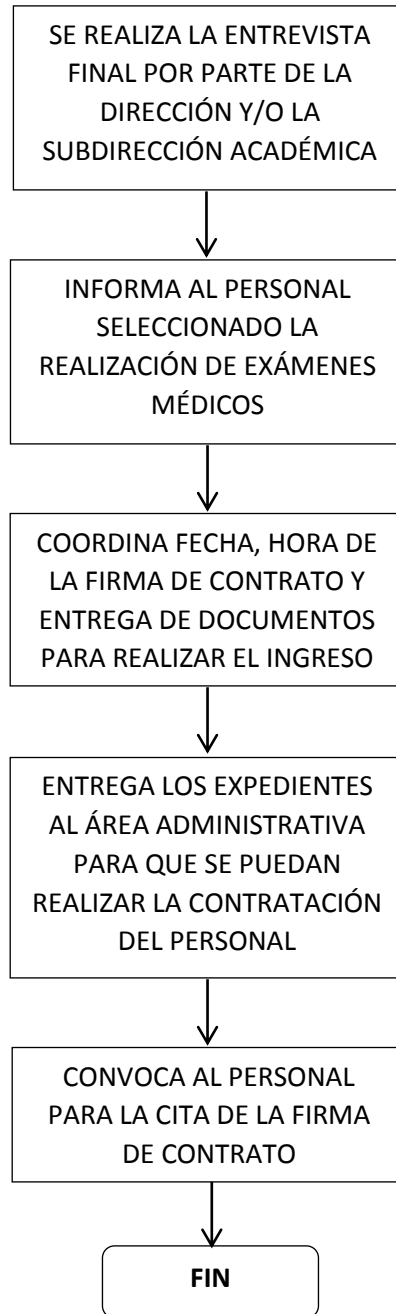 SE REALIZA LA ENTREVISTA
FINAL POR PARTE DE LA
DIRECCIÓN Y/O LA
SUBDIRECCIÓN ACADÉMICA
INFORMA AL PERSONAL
SELECCIONADO LA
REALIZACIÓN DE EXÁMENES
MÉDICOS
COORDINA FECHA, HORA DE
LA FIRMA DE CONTRATO Y
ENTREGA DE DOCUMENTOS
PARA REALIZAR EL INGRESO
ENTREGA LOS EXPEDIENTES
AL ÁREA ADMINISTRATIVA
PARA QUE SE PUEDAN
REALIZAR LA CONTRATACIÓN
DEL PERSONAL
CONVOCA AL PERSONAL
PARA LA CITA DE LA FIRMA
DE CONTRATO
FIN